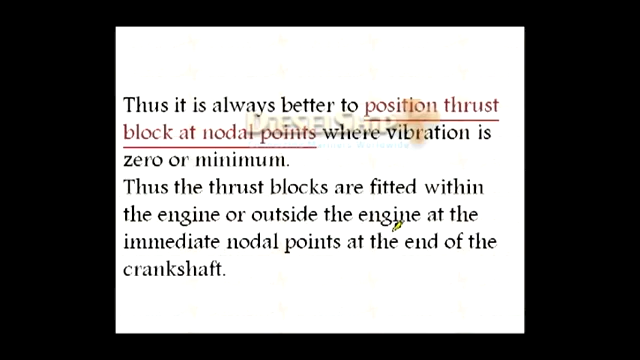 Thus it is always better to position thrust
block at nodal points where vibration is
zero or minimum.
Thus the thrust blocks are fitted within
the engine or outside the engine at the
immediate nodal points at the end of the
crankshaft.